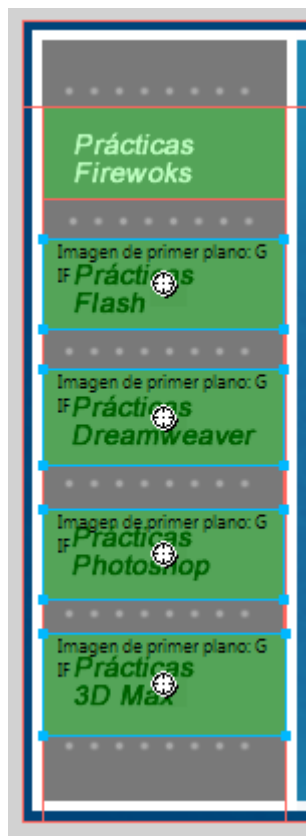 Prácticas
Firewoks
Imagen de primer plano: G
IF Prácticas
Flash
Imagen de primer plano: G
IF Prácticas
Dreamweaver
Imagen de primer plano: G
IF Prácticas
Photoshop
Imagen de primer plano: G
IF Prácticas
3D Max